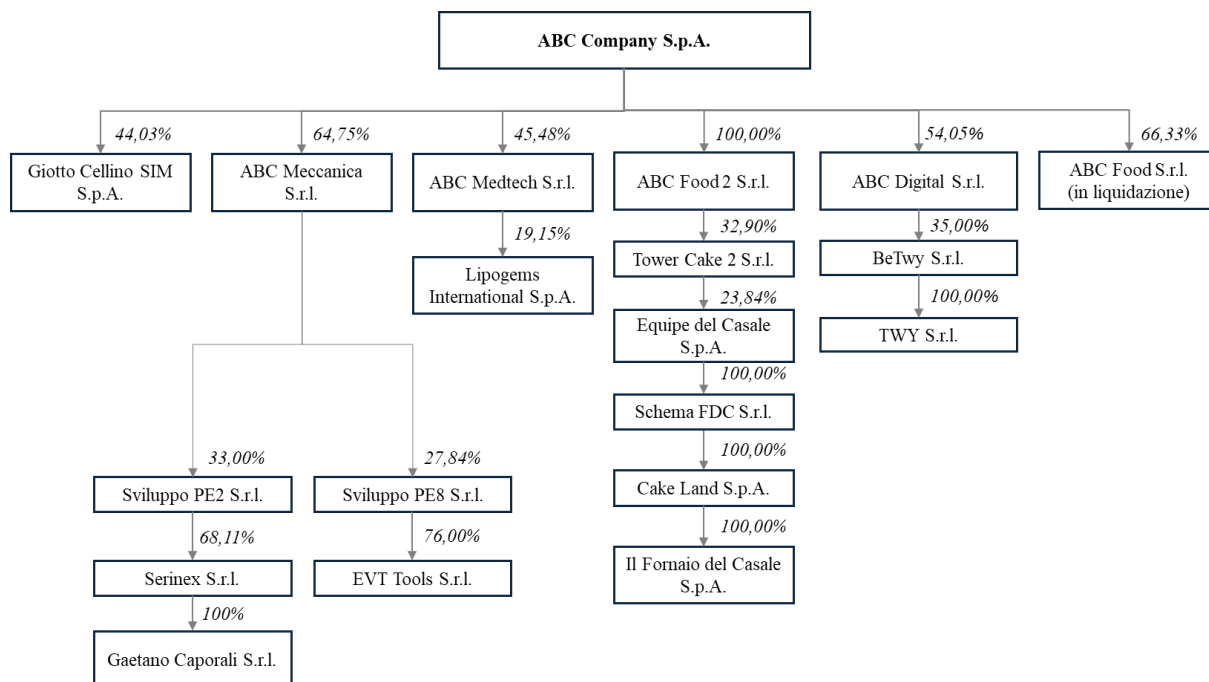 ABC Company S.p.A.
44,03%
64,75%
45,48%
100,00%
54,05%
66,33%
Giotto Cellino SIM
S.p.A.
ABC Meccanica
S.r.l.
ABC Medtech S.r.l.
ABC Food 2 S.r.l.
ABC Digital S.r.l.
ABC Food S.r.l.
(in liquidazione)
19,15%
32,90%
35,00%
Lipogems
International S.p.A.
Tower Cake 2 S.r.l.
BeTwy S.r.l.
23,84%
100,00%
Equipe del Casale
S.p.A.
TWY S.r.l.
100,00%
Schema FDC S.r.l.
100,00%
33,00%
27,84%
Sviluppo PE2 S.r.l.
Sviluppo PE8 S.r.l.
Cake Land S.p.A.
68,11%
76,00%
100,00%
Serinex S.r.l.
EVT Tools S.r.l.
Il Fornaio del Casale
S.p.A.
100%
Gaetano Caporali S.r.l.